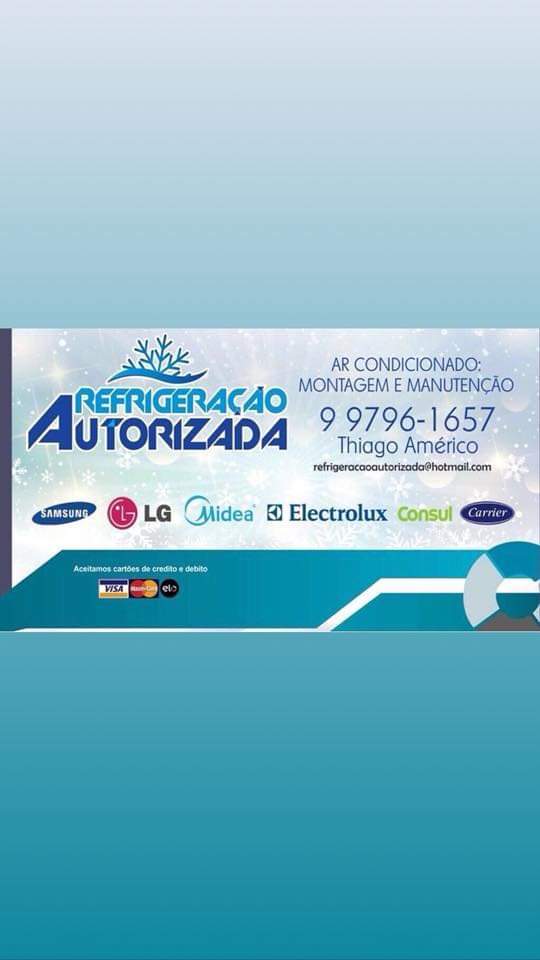 REFRIGERAÇÃO
AUTORIZADA
AR CONDICIONADO:
MONTAGEM E MANUTENÇÃO
9 9796-1657
Thiago Américo
refrigeracaoautorizada@hotmail.com
SAMSUNG LG Midea Electrolux Consul Carrier
Aceitamos cartões de credito e debito
VISA MasterCard elo